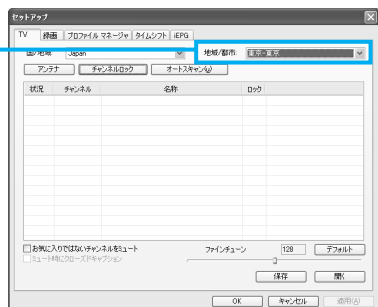 セットアップ
TV 録画 プロファイル マネージャ タイムシフト iEPG
国/地域: Japan 地域/都市: 東京-東京
アンテナ チャンネルロック オートスキャン(U)
状況 チャンネル 名称 ロック
お気に入りではないチャンネルをミュート ファインチューン 128 デフォルト
ミュート時にクローズドキャプション
保存 開く
OK キャンセル 適用(A)